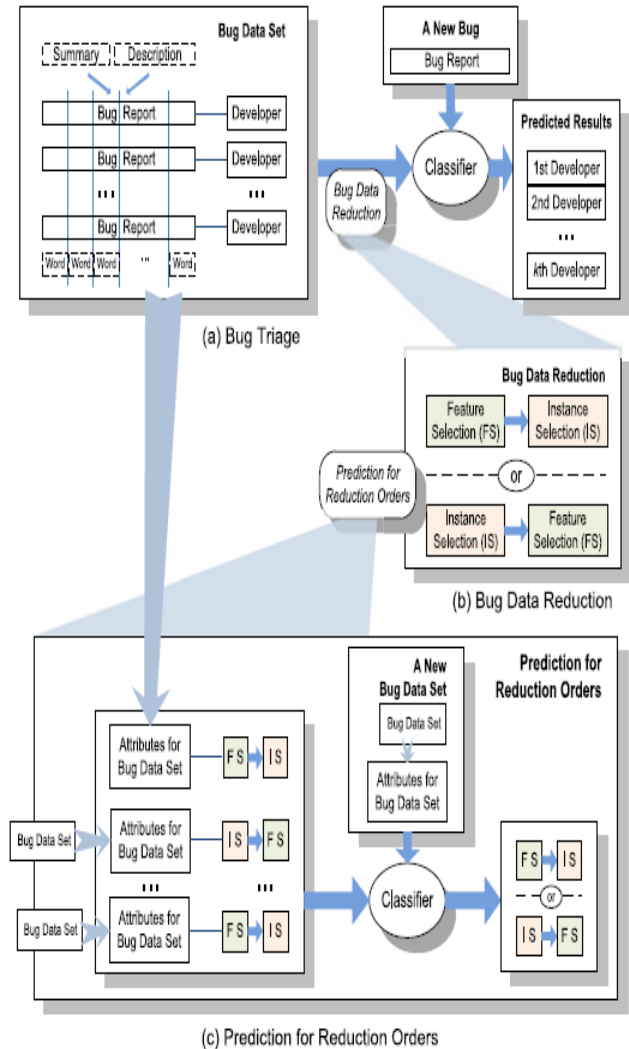 Bug Data Set
Summary
Description
Bug Report
Developer
Bug Report
Developer
...
...
Bug Report
Developer
Word
Word
Word
...
Word
A New Bug
Bug Report
Classifier
Bug Data
Reduction
Predicted Results
1st Developer
2nd Developer
...
kth Developer
(a) Bug Triage
Bug Data Reduction
Feature
Selection (FS)
Instance
Selection (IS)
or
Instance
Selection (IS)
Feature
Selection (FS)
Prediction for
Reduction Orders
(b) Bug Data Reduction
Prediction for
Reduction Orders
A New
Bug Data Set
Bug Data Set
Attributes for
Bug Data Set
Attributes for
Bug Data Set
F S
I S
Bug Data Set
Attributes for
Bug Data Set
I S
F S
...
...
Bug Data Set
Attributes for
Bug Data Set
F S
I S
Classifier
F S
I S
or
I S
F S
(c) Prediction for Reduction Orders